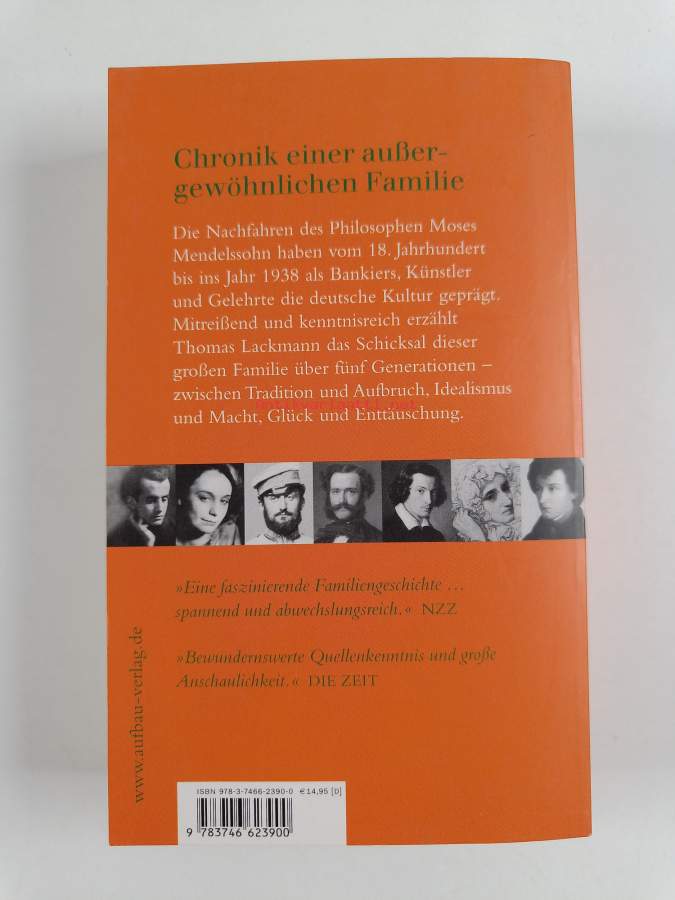 Chronik einer außer-
gewöhnlichen Familie
Die Nachfahren des Philosophen Moses
Mendelssohn haben vom 18. Jahrhundert
bis ins Jahr 1938 als Bankiers, Künstler
und Gelehrte die deutsche Kultur geprägt.
Mitreißend und kenntnisreich erzählt
Thomas Lackmann das Schicksal dieser
großen Familie über fünf Generationen –
zwischen Tradition und Aufbruch, Idealismus
und Macht, Glück und Enttäuschung.
»Eine faszinierende Familiengeschichte …
spannend und abwechslungsreich.« NZZ
»Bewundernswerte Quellenkenntnis und große
Anschaulichkeit.« DIE ZEIT
www.aufbau-verlag.de
ISBN 978-3-7466-2390-0 €14,95 [D]
9 783746 623900